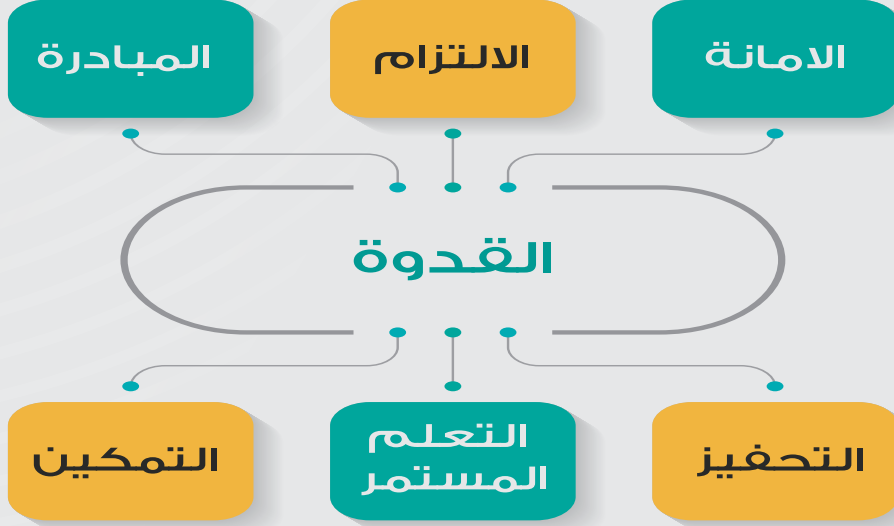 الامانة
الالتزام
المبادرة
القدوة
التحفيز
التعلم
المستمر
التمكين